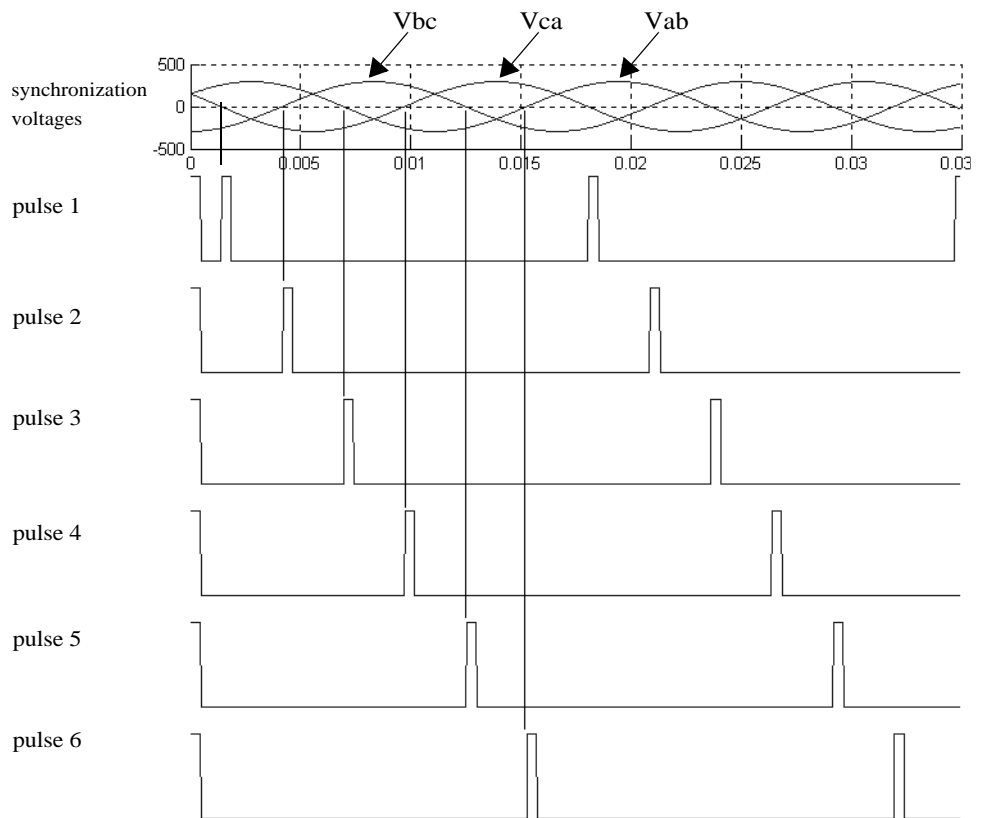 Vbc Vca Vab
500
synchronization
voltages
0
-500
0 0.005 0.01 0.015 0.02 0.025 0.03 0.03
pulse 1
pulse 2
pulse 3
pulse 4
pulse 5
pulse 6